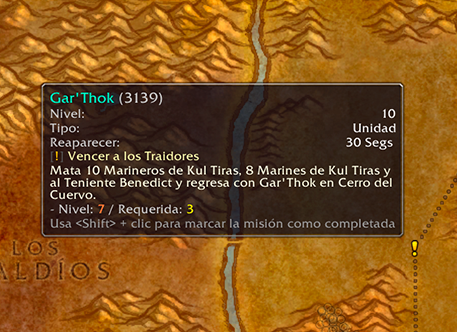 Gar'Thok (3139)
Nivel: 10
Tipo: Unidad
Reaparecer: 30 Segs
[!] Vencer a los Traidores
Mata 10 Marineros de Kul Tiras, 8 Marines de Kul Tiras y
al Teniente Benedict y regresa con Gar'Thok en Cerro del
Cuervo.
- Nivel: 7 / Requerida: 3
Usa <Shift> + clic para marcar la misión como completada
LOS
ALDÍOS